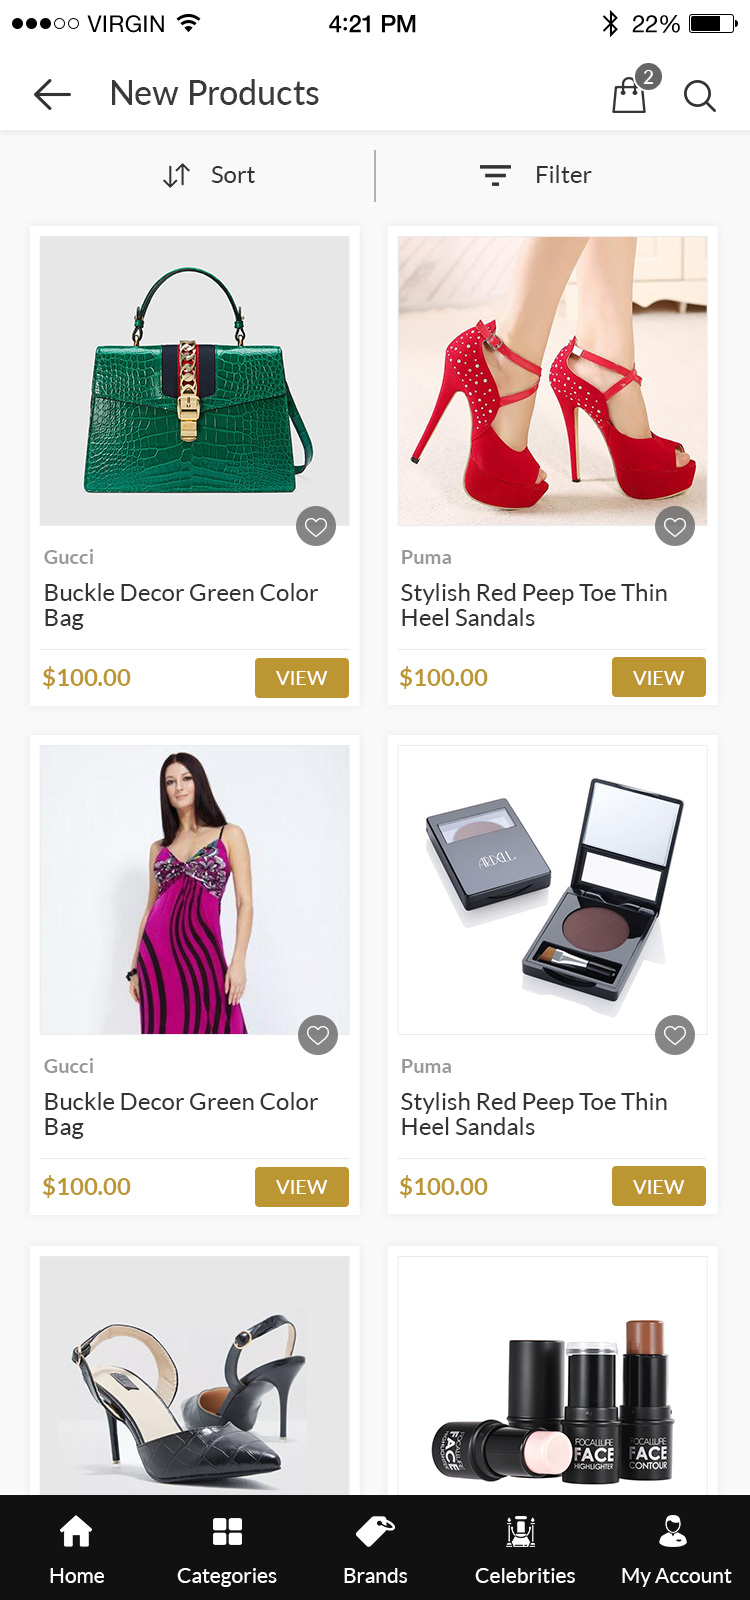 VIRGIN
4:21 PM
22%
New Products
2
Sort
Filter
Gucci
Buckle Decor Green Color
Bag
$100.00
VIEW
Puma
Stylish Red Peep Toe Thin
Heel Sandals
$100.00
VIEW
ARDELL
Gucci
Buckle Decor Green Color
Bag
$100.00
VIEW
Puma
Stylish Red Peep Toe Thin
Heel Sandals
$100.00
VIEW
FOCALLURE
FACE
HIGHLIGHTER
FOCALLURE
FACE
HIGHLIGHTER
FOCALLURE
FACE
CONTOUR
Home
Categories
Brands
Celebrities
My Account